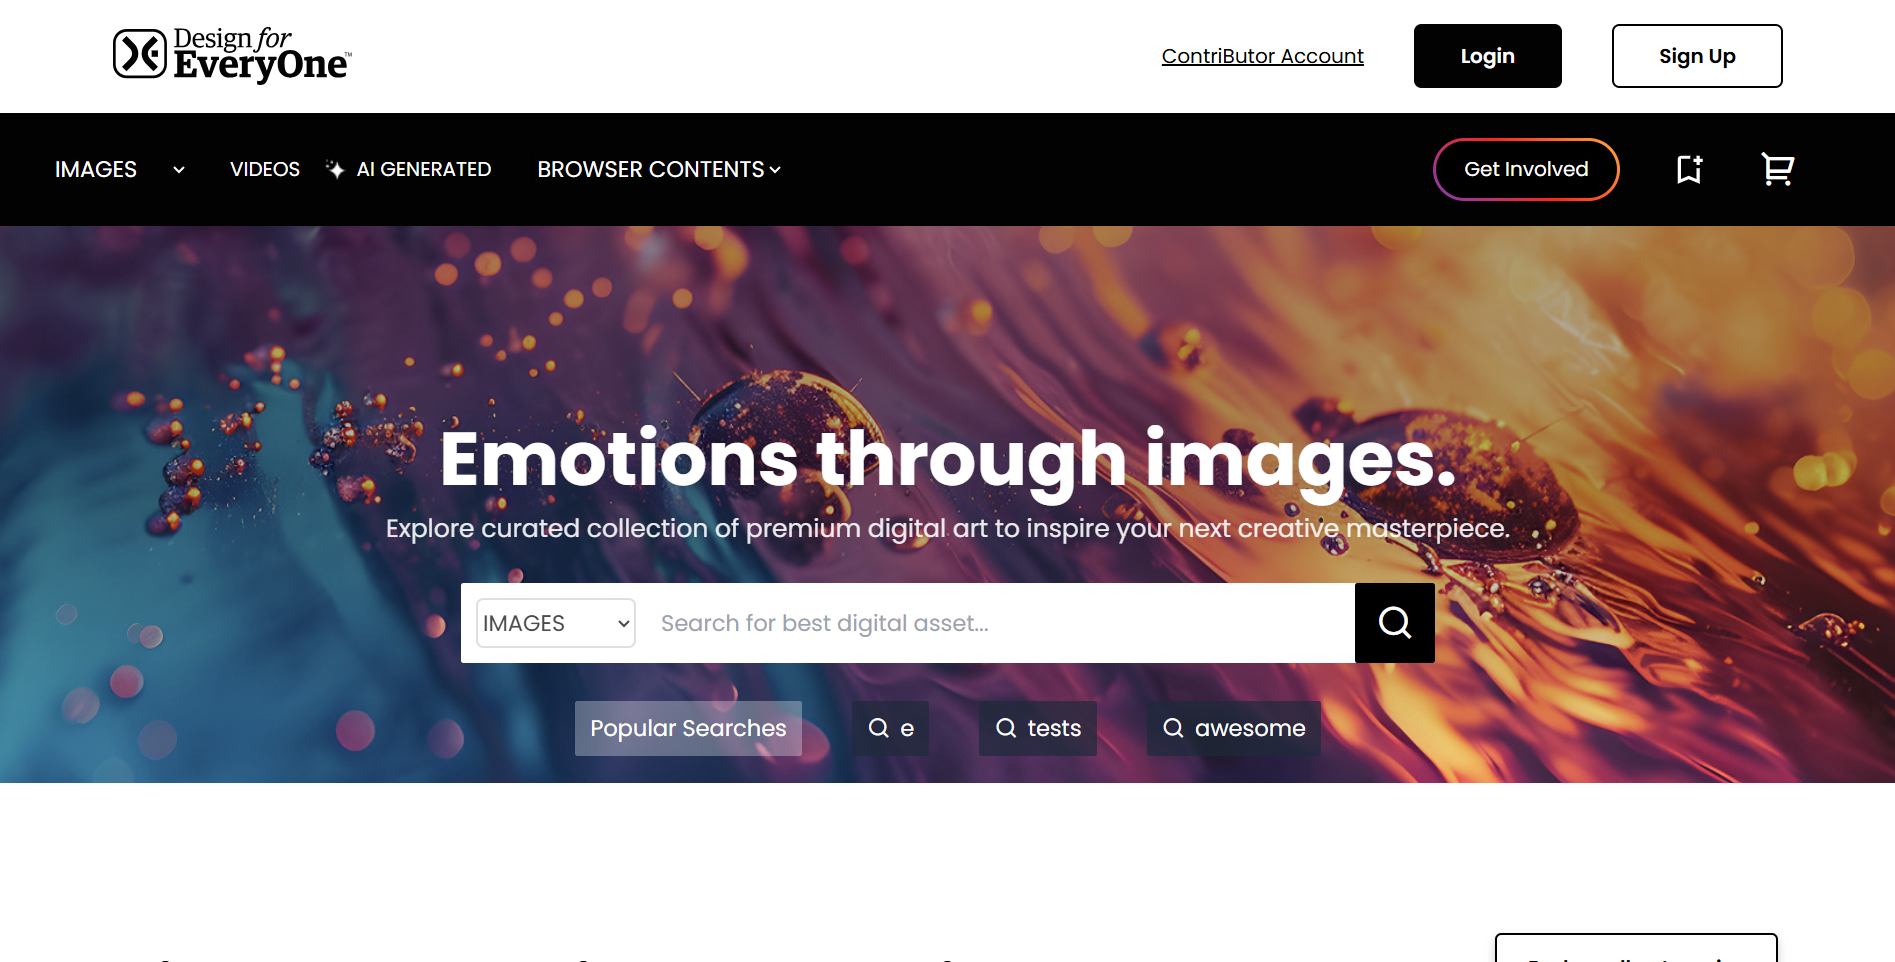 Design for
EveryOne™
ContriButor Account
Login
Sign Up
IMAGES
VIDEOS
AI GENERATED
BROWSER CONTENTS
Get Involved
Emotions through images.
Explore curated collection of premium digital art to inspire your next creative masterpiece.
IMAGES
Search for best digital asset...
Popular Searches
e
tests
awesome